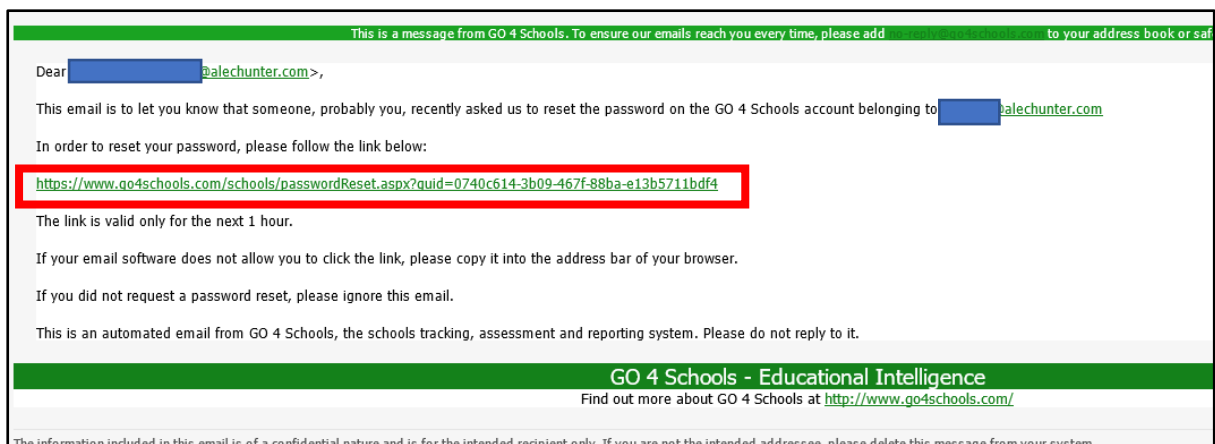 This is a message from GO 4 Schools. To ensure our emails reach you every time, please add no-reply@go4schools.com to your address book or saf
Dear @alechunter.com>,
This email is to let you know that someone, probably you, recently asked us to reset the password on the GO 4 Schools account belonging to @alechunter.com
In order to reset your password, please follow the link below:
https://www.go4schools.com/schools/passwordReset.aspx?guid=0740c614-3b09-467f-88ba-e13b5711bdf4
The link is valid only for the next 1 hour.
If your email software does not allow you to click the link, please copy it into the address bar of your browser.
If you did not request a password reset, please ignore this email.
This is an automated email from GO 4 Schools, the schools tracking, assessment and reporting system. Please do not reply to it.
GO 4 Schools - Educational Intelligence
Find out more about GO 4 Schools at http://www.go4schools.com/
The information included in this email is of a confidential nature and is for the intended recipient only. If you are not the intended addressee, please delete this message from your system.